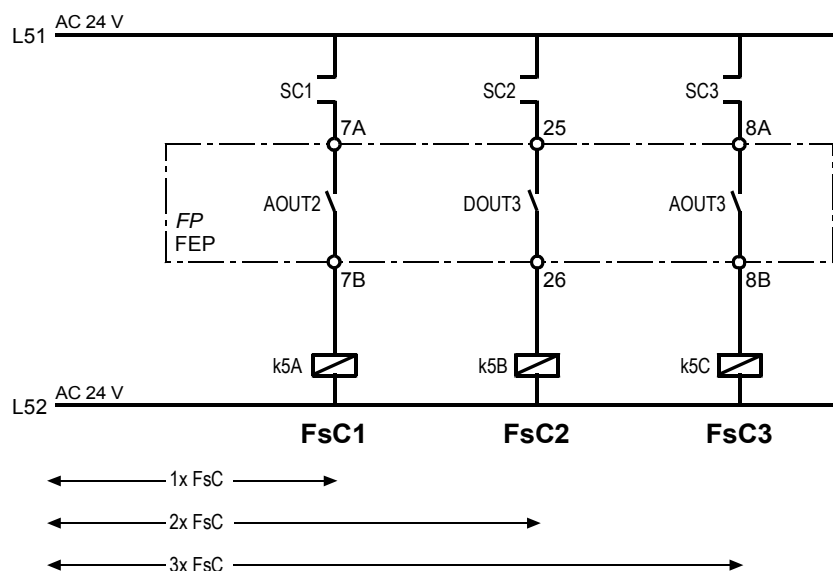 L51 AC 24 V
SC1 SC2 SC3
7A 25 8A
AOUT2 DOUT3 AOUT3
FP
FEP
7B 26 8B
k5A k5B k5C
L52 AC 24 V
FsC1 FsC2 FsC3
1x FsC
2x FsC
3x FsC